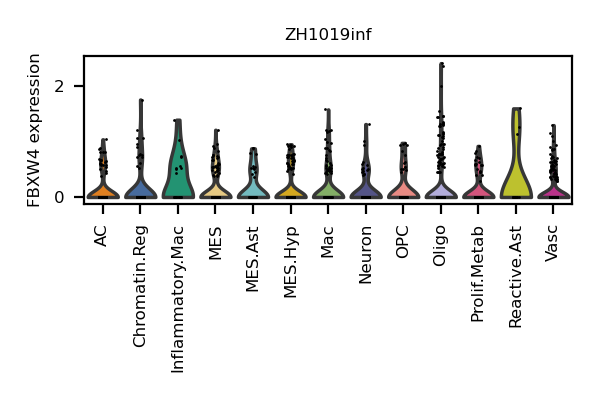 ZH1019inf
FBXW4 expression
2
0
AC
Chromatin.Reg
Inflammatory.Mac
MES
MES.Ast
MES.Hyp
Mac
Neuron
OPC
Oligo
Prolif.Metab
Reactive.Ast
Vasc